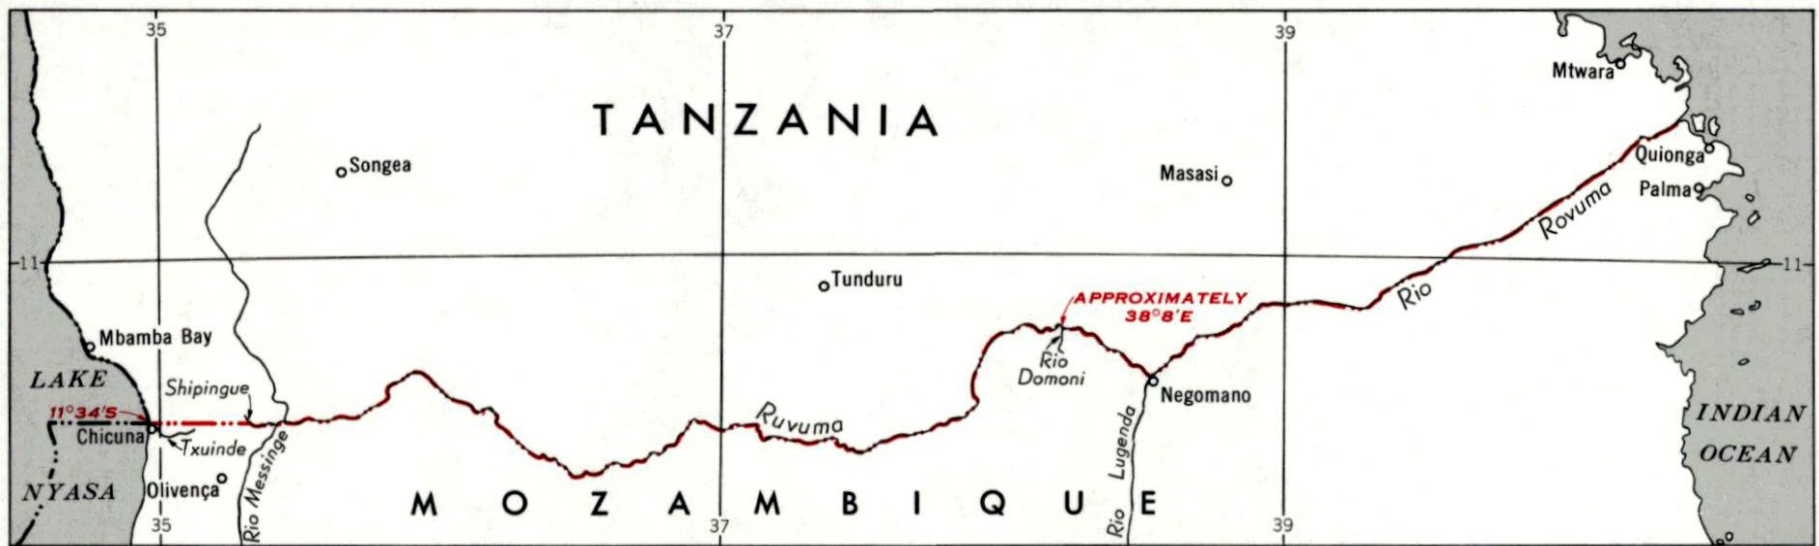 35
37
39
Mtwara
TANZANIA
Songea
Masasi
Quionga
Palma
Rovuma
11
11
Tunduru
Rio
APPROXIMATELY
38°8'E
Mbamba Bay
Rio
Domoni
LAKE
Shipingue
Negomano
11°34'S
Ruvuma
INDIAN
Chicuna
Txuinde
OCEAN
NYASA
Olivença
Rio Messinge
MOZAMBIQUE
Rio Lugenda
35
37
39